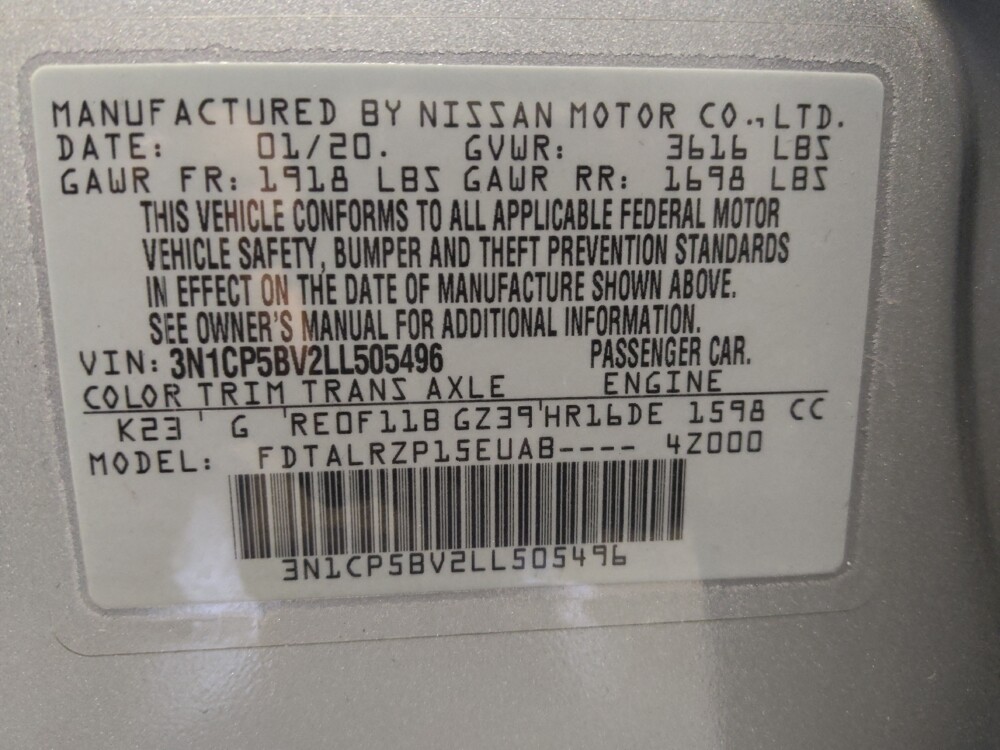 MANUFACTURED BY NISSAN MOTOR CO.,LTD.
DATE: 01/20. GVWR: 3616 LBS
GAWR FR: 1918 LBS GAWR RR: 1698 LBS
THIS VEHICLE CONFORMS TO ALL APPLICABLE FEDERAL MOTOR
VEHICLE SAFETY, BUMPER AND THEFT PREVENTION STANDARDS
IN EFFECT ON THE DATE OF MANUFACTURE SHOWN ABOVE.
SEE OWNER'S MANUAL FOR ADDITIONAL INFORMATION.
VIN: 3N1CP5BV2LL505496 PASSENGER CAR.
COLOR TRIM TRANS AXLE ENGINE
K23 ' G ' RE0F11B GZ39 ' HR16DE 1598 CC
MODEL: FDTALRZP15EUAB---- 4Z000
3N1CP5BV2LL505496